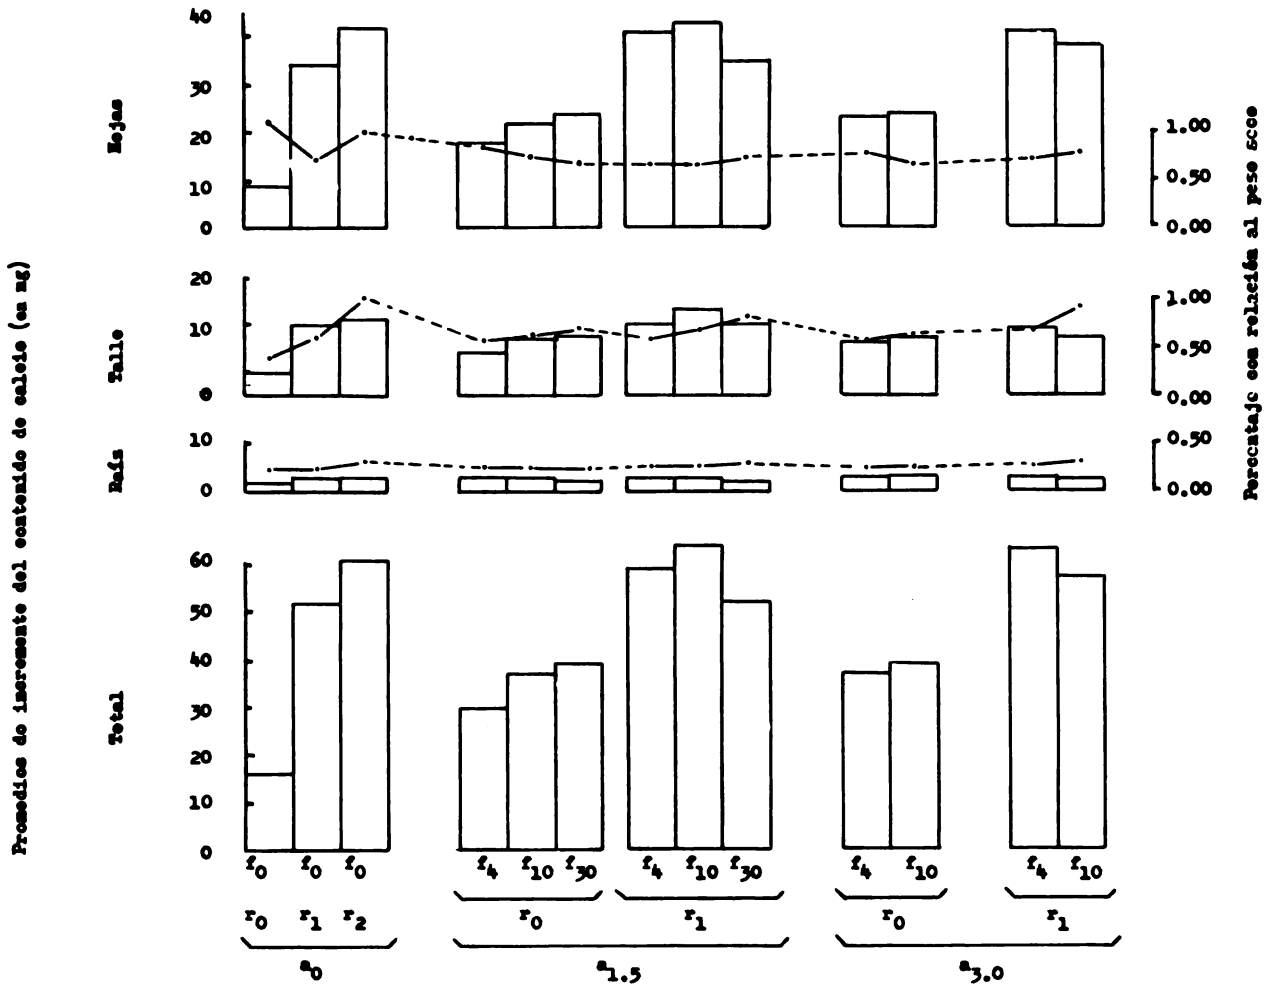 Promedios de incremento del contenido de calcio (en mg)
Hojas
40
30
20
10
0
1.00
0.50
0.00
Porcentaje con relación al peso seco
Tallo
20
10
0
1.00
0.50
0.00
Raís
10
0
0.50
0.00
Total
60
50
40
30
20
10
0
f0 f0 f0 f4 f10 f30 f4 f10 f30 f4 f10 f4 f10
r0 r1 r2 r0 r1 r0 r1
a0 a1.5 a3.0